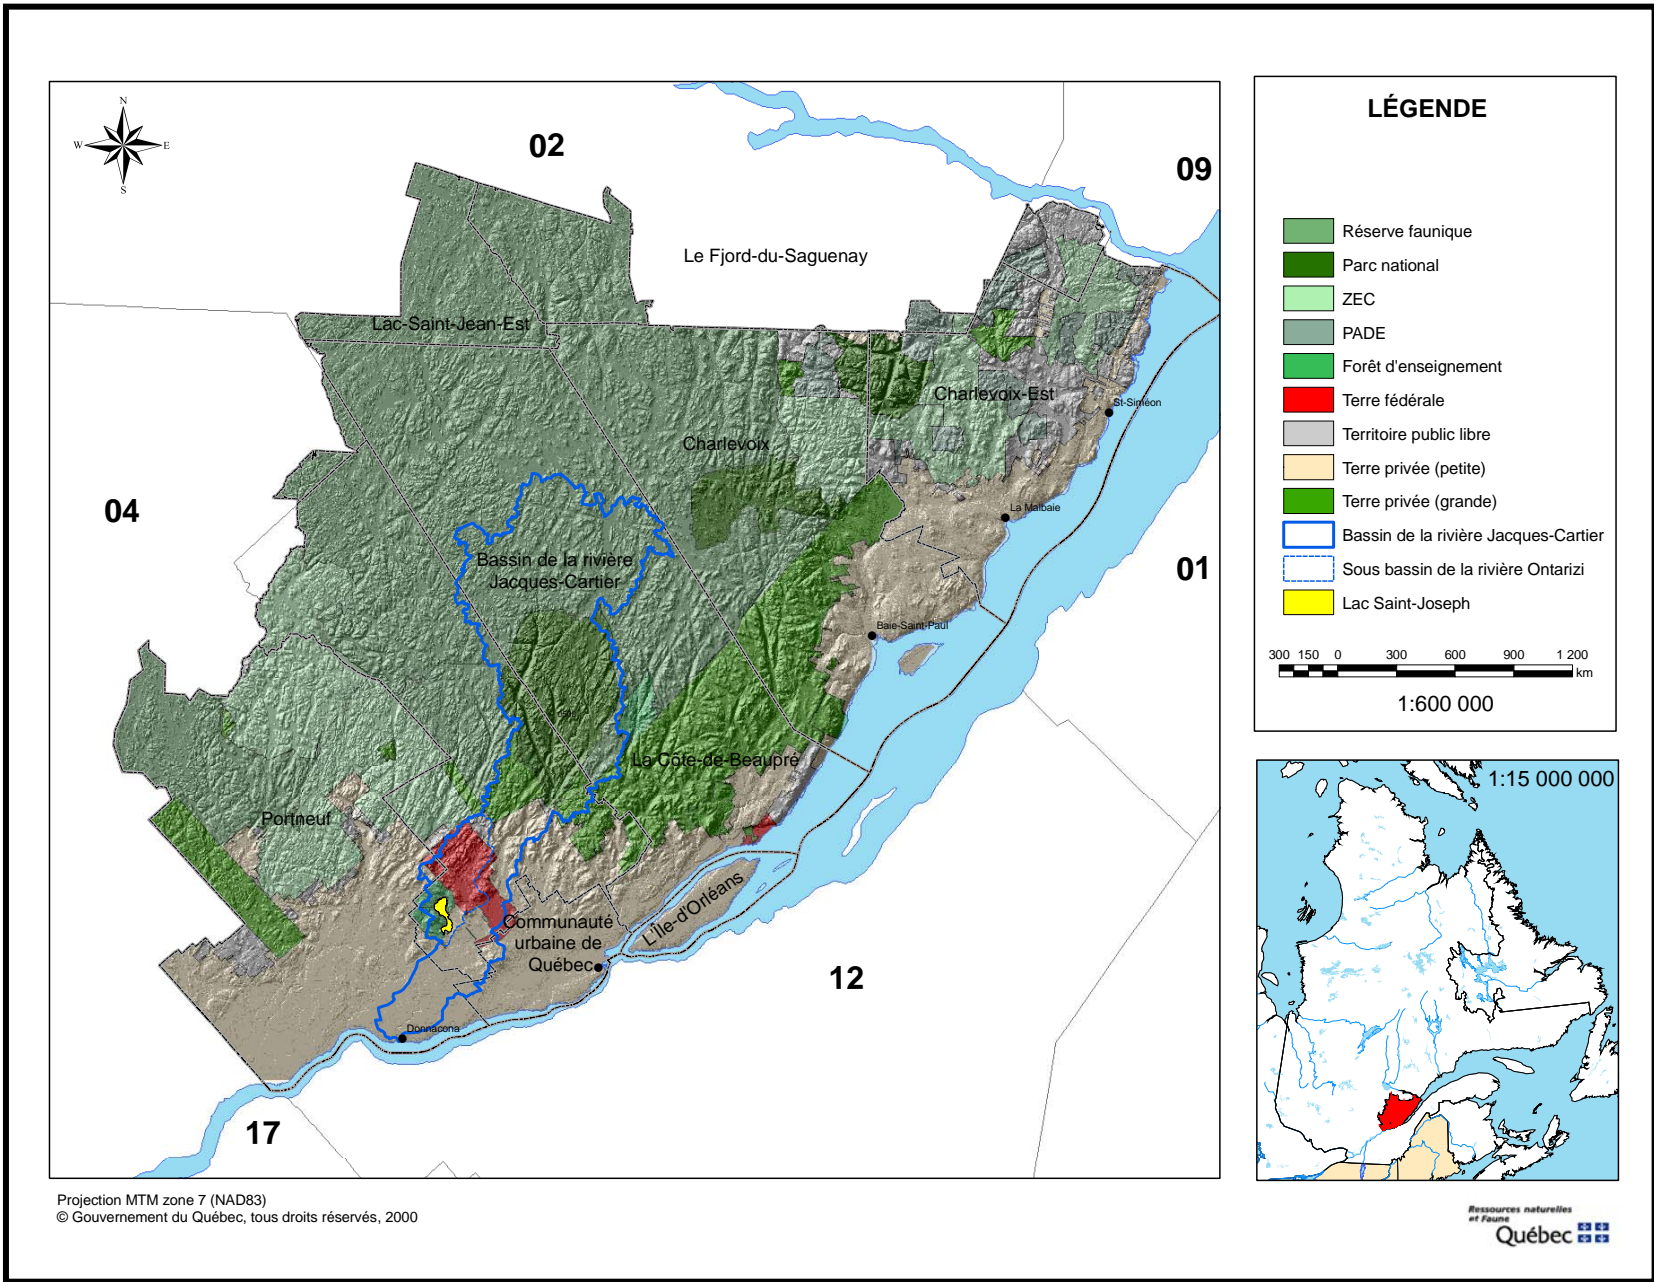 N
W
E
S
02
09
Le Fjord-du-Saguenay
Lac-Saint-Jean-Est
Charlevoix-Est
St-Siméon
Charlevoix
04
La Malbaie
Bassin de la rivière
Jacques-Cartier
01
Baie-Saint-Paul
La Côte-de-Beaupré
Portneuf
L'Île-d'Orléans
Communauté
urbaine de
Québec
12
Donnacona
17
LÉGENDE
Réserve faunique
Parc national
ZEC
PADE
Forêt d'enseignement
Terre fédérale
Territoire public libre
Terre privée (petite)
Terre privée (grande)
Bassin de la rivière Jacques-Cartier
Sous bassin de la rivière Ontarizi
Lac Saint-Joseph
300 150 0 300 600 900 1 200
km
1:600 000
1:15 000 000
Projection MTM zone 7 (NAD83)
© Gouvernement du Québec, tous droits réservés, 2000
Ressources naturelles
et Faune
Québec